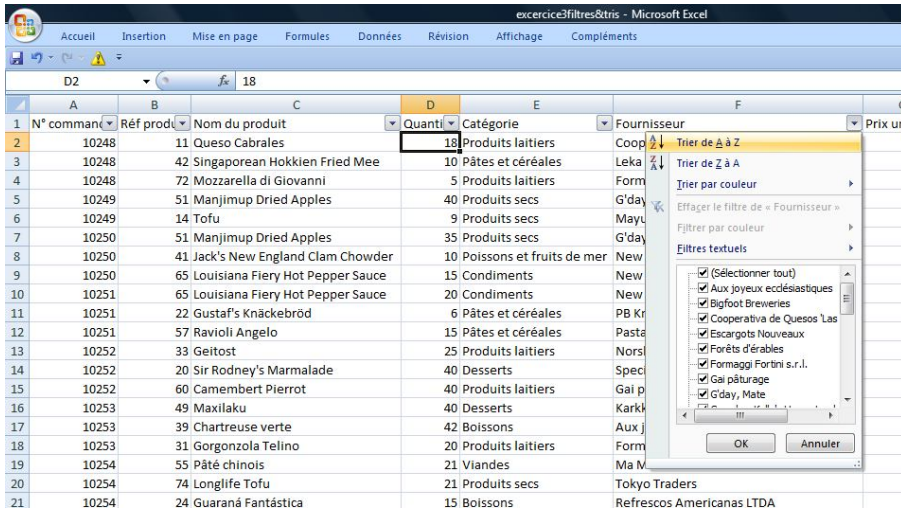 excercice3filtres&tris - Microsoft Excel
Accueil Insertion Mise en page Formules Données Révision Affichage Compléments
D2 fx 18
A B C D E F
1 N° comman Réf produ Nom du produit Quanti Catégorie Fournisseur Prix un
2 10248 11 Queso Cabrales 18 Produits laitiers Coop
3 10248 42 Singaporean Hokkien Fried Mee 10 Pâtes et céréales Leka
4 10248 72 Mozzarella di Giovanni 5 Produits laitiers Form
5 10249 51 Manjimup Dried Apples 40 Produits secs G'day
6 10249 14 Tofu 9 Produits secs Mayu
7 10250 51 Manjimup Dried Apples 35 Produits secs G'day
8 10250 41 Jack's New England Clam Chowder 10 Poissons et fruits de mer New
9 10250 65 Louisiana Fiery Hot Pepper Sauce 15 Condiments New
10 10251 65 Louisiana Fiery Hot Pepper Sauce 20 Condiments New
11 10251 22 Gustaf's Knäckebröd 6 Pâtes et céréales PB Kr
12 10251 57 Ravioli Angelo 15 Pâtes et céréales Pasta
13 10252 33 Geitost 25 Produits laitiers Norsl
14 10252 20 Sir Rodney's Marmalade 40 Desserts Speci
15 10252 60 Camembert Pierrot 40 Produits laitiers Gai p
16 10253 49 Maxilaku 40 Desserts Karkk
17 10253 39 Chartreuse verte 42 Boissons Aux j
18 10253 31 Gorgonzola Telino 20 Produits laitiers Form
19 10254 55 Pâté chinois 21 Viandes Ma M
20 10254 74 Longlife Tofu 21 Produits secs Tokyo Traders
21 10254 24 Guaraná Fantástica 15 Boissons Refrescos Americanas LTDA
Trier de A à Z
Trier de Z à A
Trier par couleur
Effacer le filtre de « Fournisseur »
Filtrer par couleur
Filtres textuels
(Sélectionner tout)
Aux joyeux ecclésiastiques
Bigfoot Breweries
Cooperativa de Quesos 'Las
Escargots Nouveaux
Forêts d'érables
Formaggi Fortini s.r.l.
Gai pâturage
G'day, Mate
OK Annuler